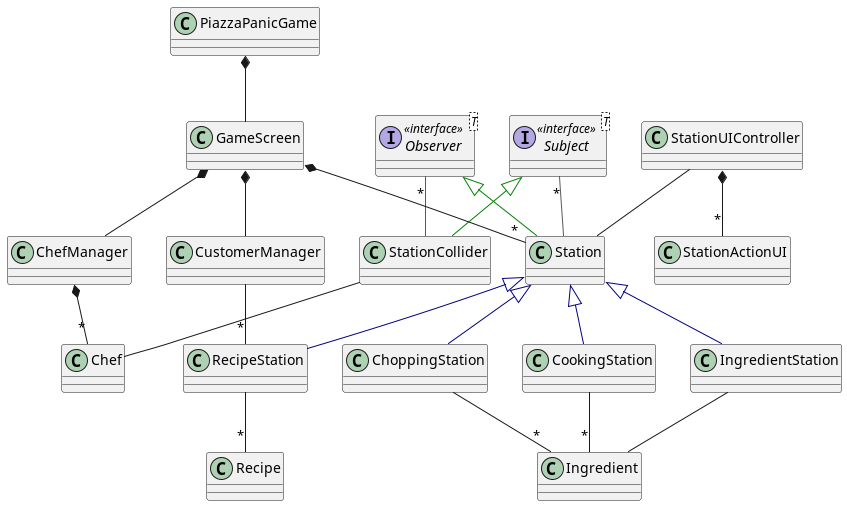 C PiazzaPanicGame
C GameScreen
I «interface» T
Observer
I «interface» T
Subject
C StationUIController
*
*
*
*
C ChefManager
C CustomerManager
C StationCollider
C Station
C StationActionUI
*
*
C Chef
C RecipeStation
C ChoppingStation
C CookingStation
C IngredientStation
*
*
*
C Recipe
C Ingredient